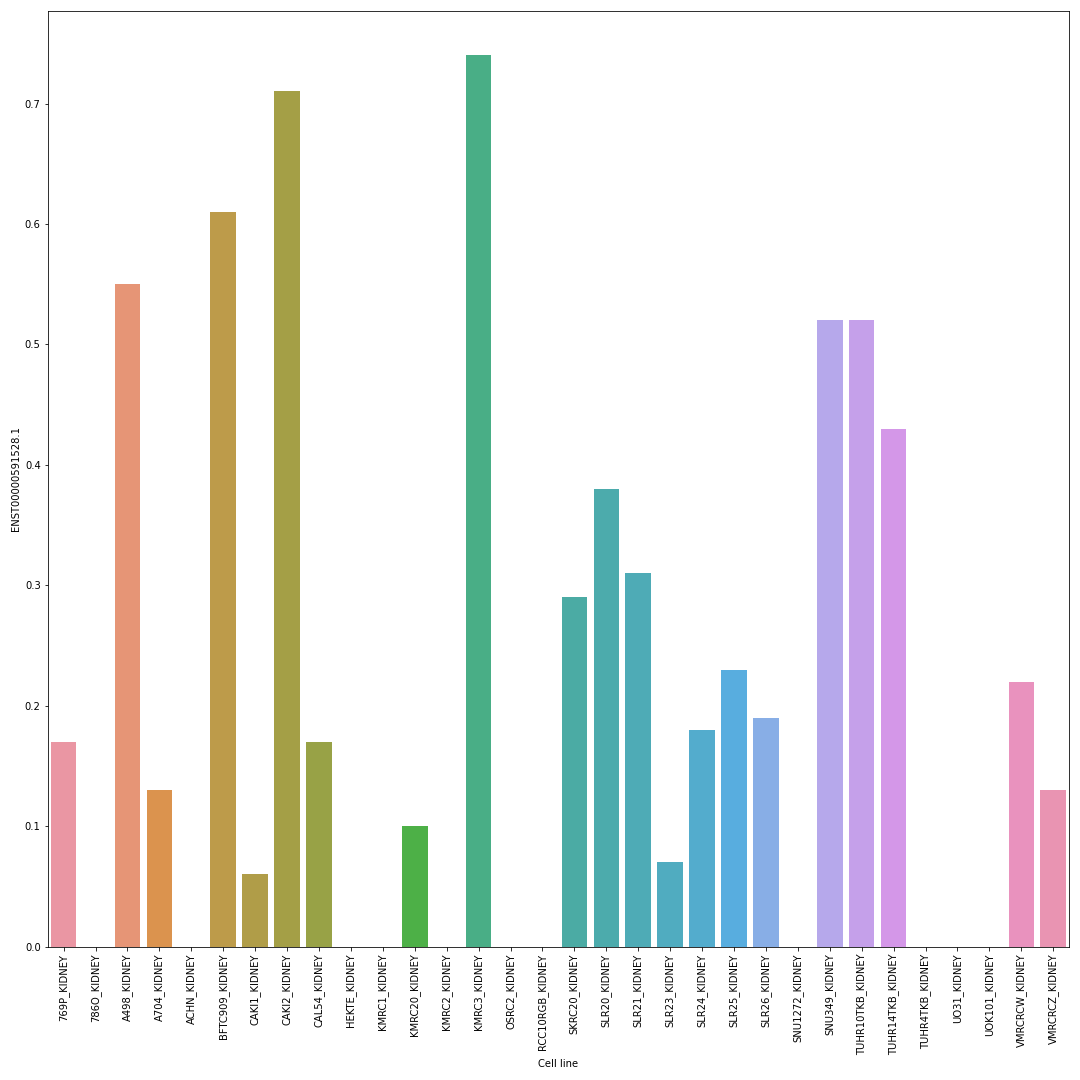 ENST00000591528.1
0.7
0.6
0.5
0.4
0.3
0.2
0.1
0.0
769P_KIDNEY
786O_KIDNEY
A498_KIDNEY
A704_KIDNEY
ACHN_KIDNEY
BFTC909_KIDNEY
CAKI1_KIDNEY
CAKI2_KIDNEY
CAL54_KIDNEY
HEKTE_KIDNEY
KMRC1_KIDNEY
KMRC20_KIDNEY
KMRC2_KIDNEY
KMRC3_KIDNEY
OSRC2_KIDNEY
RCC10RGB_KIDNEY
SKRC20_KIDNEY
SLR20_KIDNEY
SLR21_KIDNEY
SLR23_KIDNEY
SLR24_KIDNEY
SLR25_KIDNEY
SLR26_KIDNEY
SNU1272_KIDNEY
SNU349_KIDNEY
TUHR10TKB_KIDNEY
TUHR14TKB_KIDNEY
TUHR4TKB_KIDNEY
UO31_KIDNEY
UOK101_KIDNEY
VMRCRCW_KIDNEY
VMRCRCZ_KIDNEY
Cell line